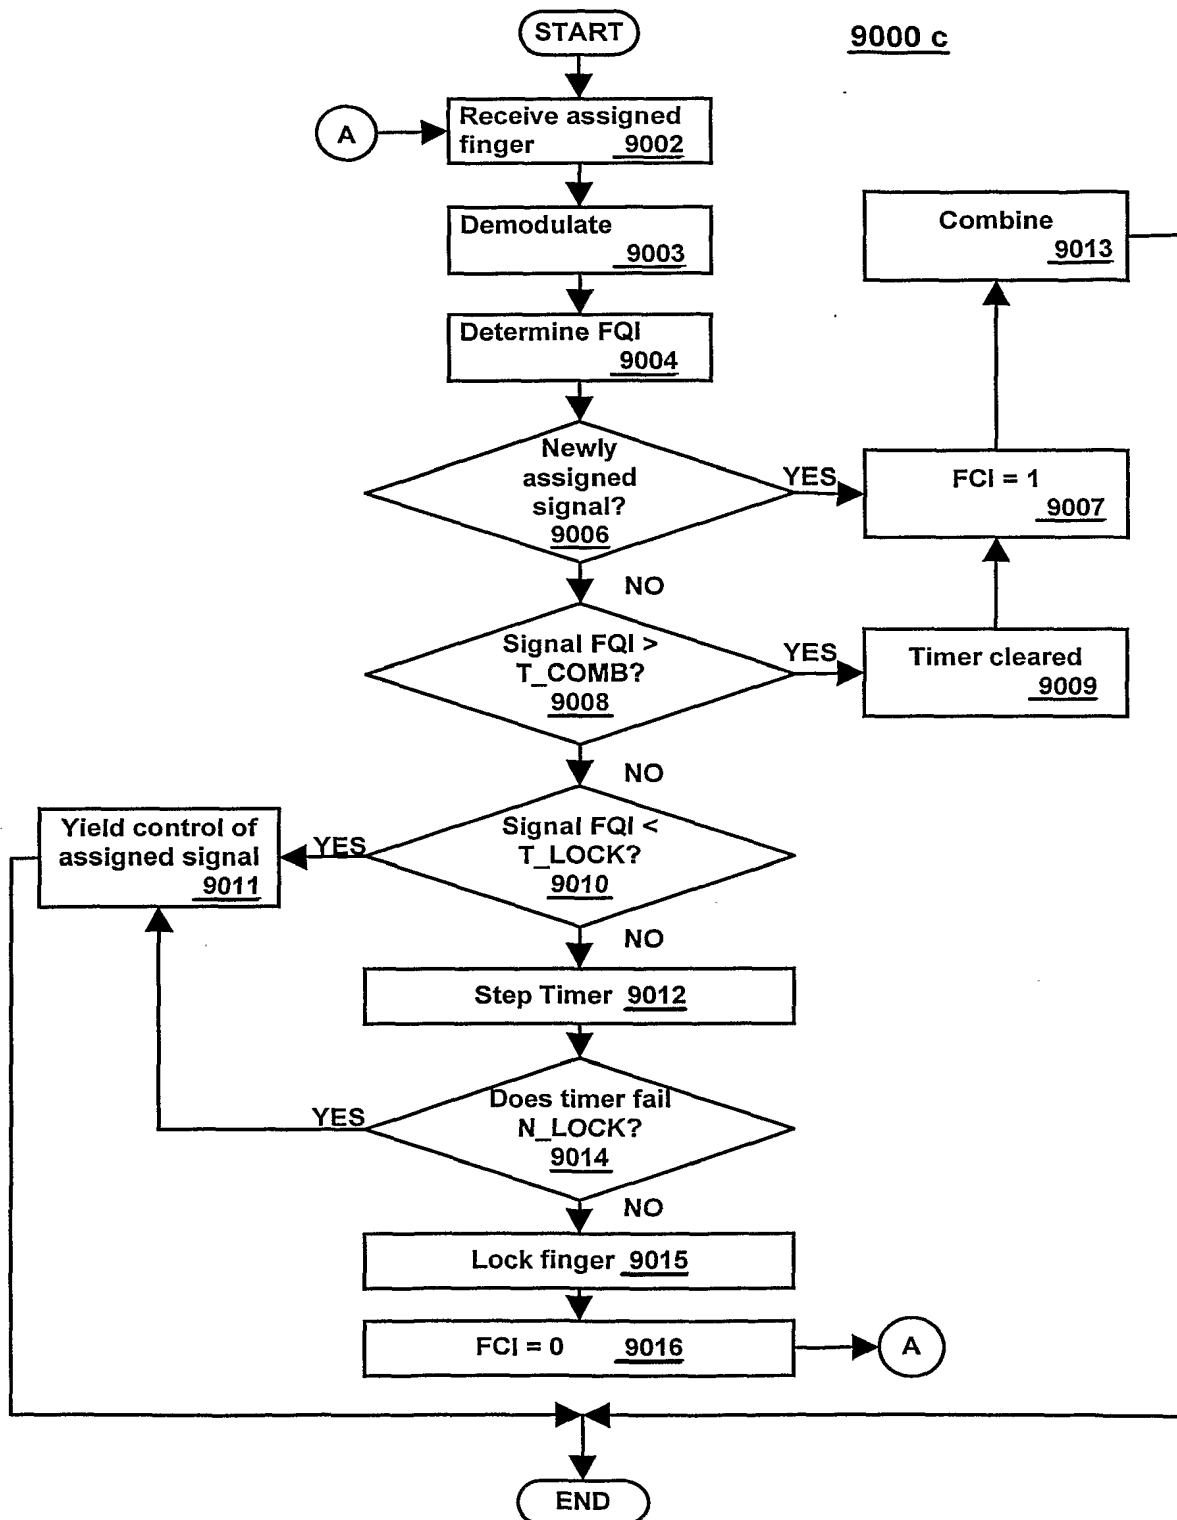 START
9000 c
A
Receive assigned
finger 9002
Demodulate
9003
Combine
9013
Determine FQI
9004
Newly
assigned
signal?
9006
YES
FCI = 1
9007
NO
Signal FQI >
T_COMB?
9008
YES
Timer cleared
9009
NO
Yield control of
assigned signal
9011
YES
Signal FQI <
T_LOCK?
9010
NO
Step Timer 9012
YES
Does timer fail
N_LOCK?
9014
NO
Lock finger 9015
FCI = 0 9016
A
END